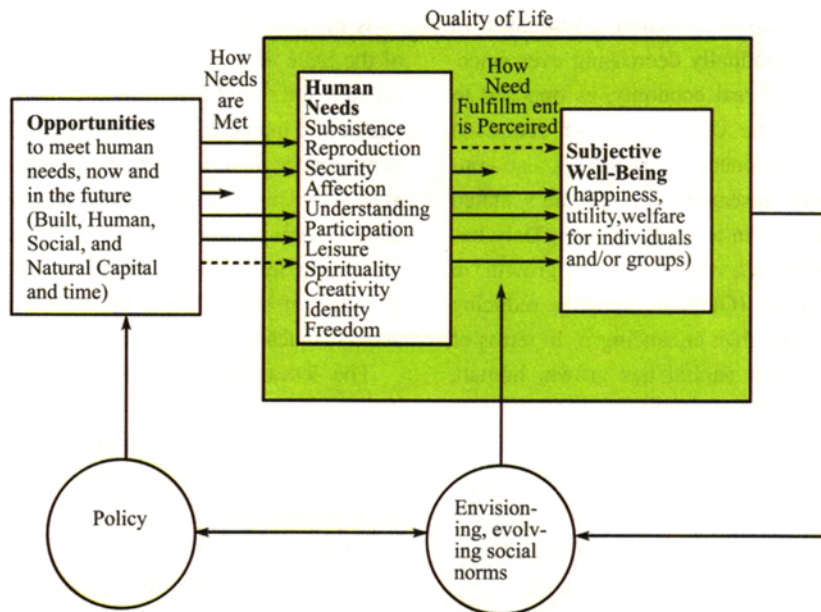 Quality of Life
How
Needs
are
Met
Opportunities
to meet human
needs, now and
in the future
(Built, Human,
Social, and
Natural Capital
and time)
Human
Needs
Subsistence
Reproduction
Security
Affection
Understanding
Participation
Leisure
Spirituality
Creativity
ldentity
Freedom
How
Need
Fulfillm ent
is Perceired
Subjective
Well-Being
(happiness,
utility,welfare
for individuals
and/or groups)
Policy
Envision-
ing, evolv-
ing social
norms